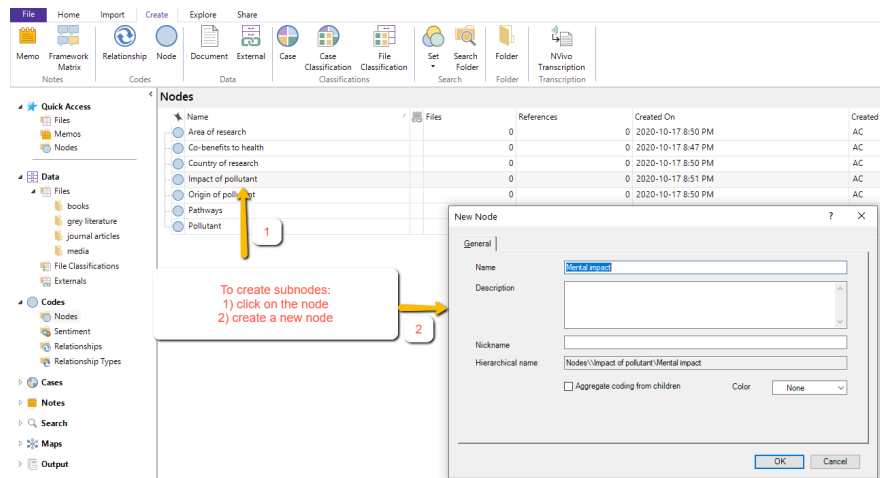 File Home Import Create Explore Share
Memo Framework Matrix Relationship Node Document External Case Case Classification File Classification Set Search Folder Folder NVivo Transcription
Notes Codes Data Classifications Search Folder Transcription
Quick Access
Files
Memos
Nodes
Data
Files
books
grey literature
journal articles
media
File Classifications
Externals
Codes
Nodes
Sentiment
Relationships
Relationship Types
Cases
Notes
Search
Maps
Output
Nodes
Name Files References Created On Created
Area of research 0 0 2020-10-17 8:50 PM AC
Co-benefits to health 0 0 2020-10-17 8:47 PM AC
Country of research 0 0 2020-10-17 8:50 PM AC
Impact of pollutant 0 0 2020-10-17 8:51 PM AC
Origin of pollutant 0 0 2020-10-17 8:50 PM AC
Pathways
Pollutant
1
To create subnodes:
1) click on the node
2) create a new node
2
New Node ?
General
Name Mental impact
Description
Nickname
Hierarchical name Nodes\\Impact of pollutant\Mental impact
Aggregate coding from children Color None
OK Cancel